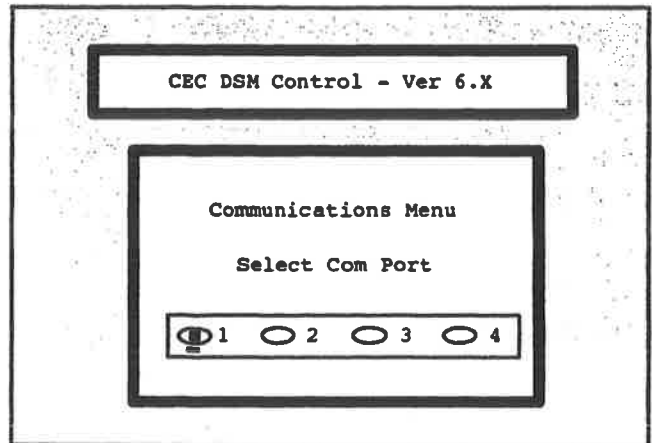 CEC DSM Control - Ver 6.X
Communications Menu
Select Com Port
1 2 3 4